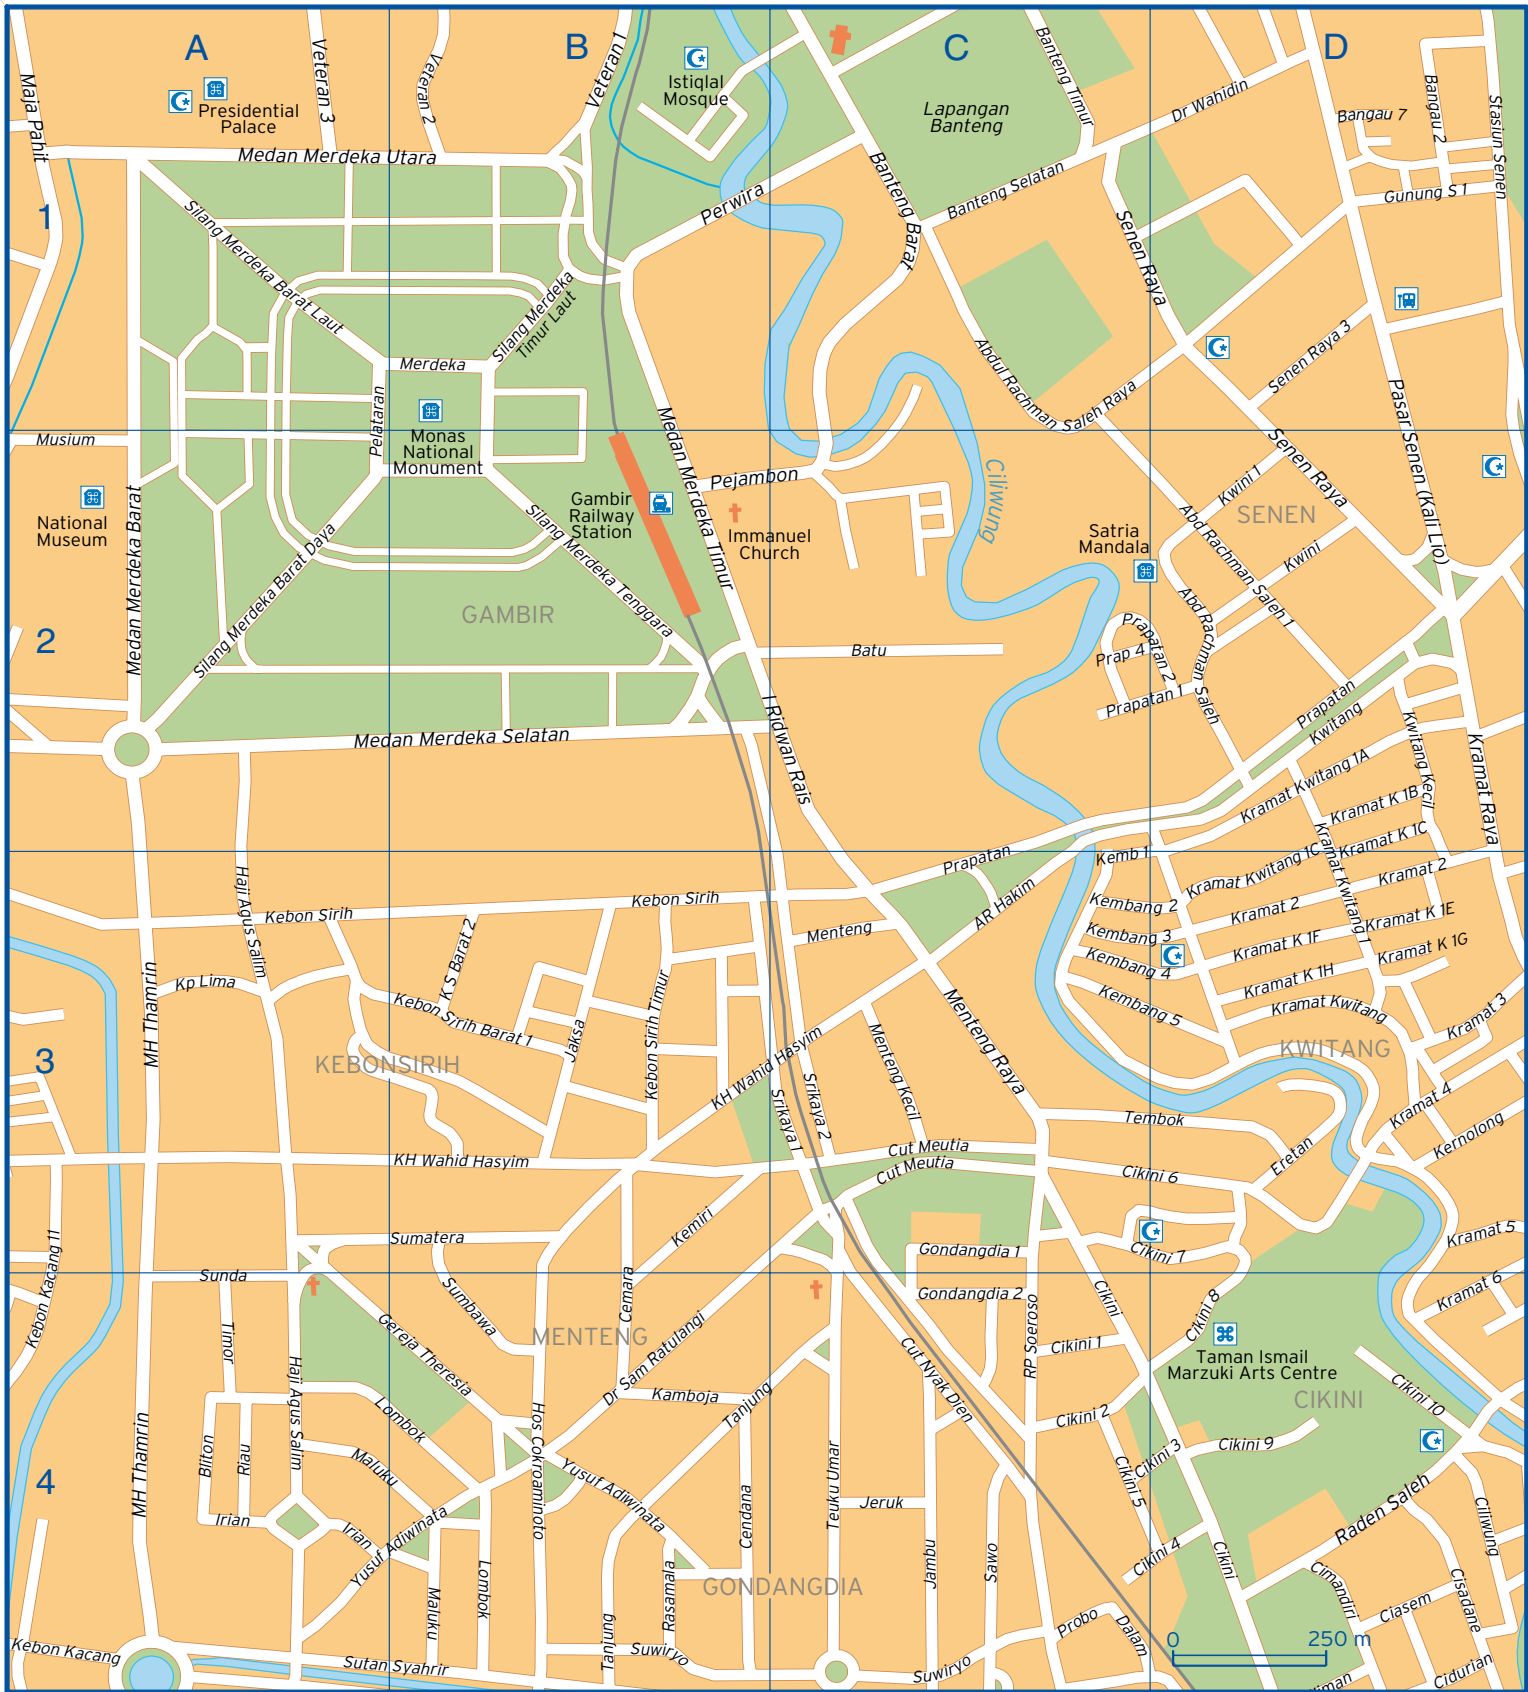 A
B
C
D
1
2
3
4
Maja Pahit
Presidential
Palace
Veteran 3
Veteran 2
Veteran 1
Istiqlal
Mosque
Lapangan
Banteng
Banteng Timur
Dr Wahidin
Bangau 7
Bangau 2
Stasiun Senen
Gunung S 1
Medan Merdeka Utara
Perwira
Banteng Barat
Banteng Selatan
Senen Raya
Silang Merdeka Barat Laut
Silang Merdeka
Timur Laut
Merdeka
Pelataran
Monas
National
Monument
Abdul Rachman
Saleh Raya
Senen Raya 3
Pasar Senen (Kali Lio)
Musium
National
Museum
Medan Merdeka Barat
Silang Merdeka Barat Daya
Gambir
Railway
Station
Silang Merdeka Tenggara
GAMBIR
Medan Merdeka Timur
Pejambon
Immanuel
Church
Ciliwung
Satria
Mandala
Kwini 1
SENEN
Senen Raya
Abd Rachman Saleh 1
Kwini
Abd Rachman
Saleh
Prapatan 2
Prap 4
Prapatan 1
Batu
Medan Merdeka Selatan
I Ridwan Rais
Prapatan
Kwitang
Kwitang Kecil
Kramat Raya
Kramat Kwitang 1A
Kramat K 1B
Kramat K 1C
Kramat Kwitang 1C
Kramat Kwitang 1
Kramat 2
Kramat 2
Kramat K 1E
Kramat K 1F
Kramat K 1G
Kramat K 1H
Kramat Kwitang
Kramat 3
Kemb 1
Kembang 2
Kembang 3
Kembang 4
Kembang 5
KWITANG
Prapatan
AR Hakim
Haji Agus Salim
Kebon Sirih
Kebon Sirih
Menteng
K S Barat 2
Kp Lima
MH Thamrin
Kebon Sirih Barat 1
Jaksa
Kebon Sirih Timur
KEBONSIRIH
KH Wahid Hasyim
Menteng Kecil
Menteng Raya
Srikaya 1
Srikaya 2
Tembok
Kramat 4
Kernolong
Eretan
KH Wahid Hasyim
Cut Meutia
Cut Meutia
Cikini 6
Kebon Kacang 11
Sumatera
Kemiri
Gondangdia 1
Cikini 7
Kramat 5
Sunda
Sumbawa
Cemara
Gondangdia 2
Cikini
Cikini 8
Kramat 6
Timor
Gereja Theresia
MENTENG
Dr Sam Ratulangi
RP Soeroso
Cikini 1
Taman Ismail
Marzuki Arts Centre
CIKINI
Cut Nyak Dien
Haji Agus Salim
Lombok
Kamboja
Tanjung
Cikini 2
Cikini 10
MH Thamrin
Bliton
Riau
Maluku
Hos Cokroaminoto
Yusuf Adiwinata
Teuku Umar
Cikini 3
Cikini 9
Cikini 5
Raden Saleh
Irian
Irian
Yusuf Adiwinata
Cendana
Jeruk
Ciliwung
Cikini 4
Cikini
Lombok
Maluku
Rasamala
GONDANGDIA
Jambu
Sawo
Cimandiri
Ciasem
Cisadane
Kebon Kacang
Sutan Syahrir
Tanjung
Suwiryo
Suwiryo
Probo
Dalam
0
250 m
Cidurian